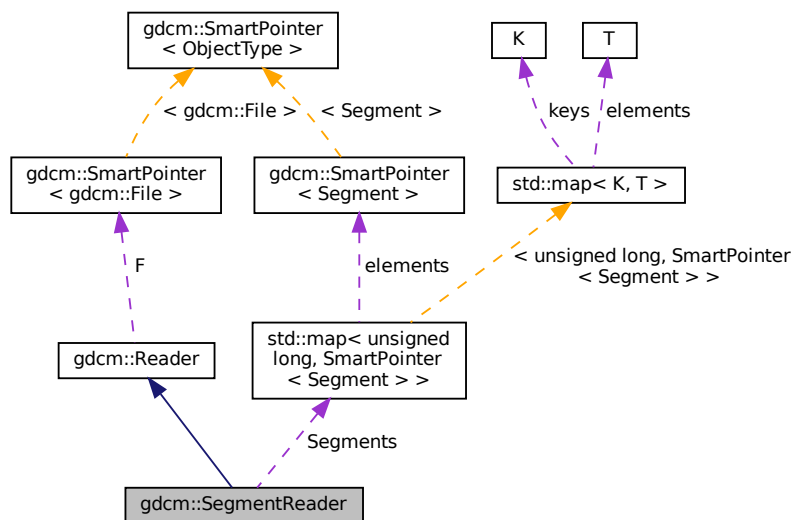 gdcm::SmartPointer
< ObjectType >
K
T
< gdcm::File >
< Segment >
keys
elements
gdcm::SmartPointer
< gdcm::File >
gdcm::SmartPointer
< Segment >
std::map< K, T >
F
elements
< unsigned long, SmartPointer
< Segment > >
gdcm::Reader
std::map< unsigned
long, SmartPointer
< Segment > >
Segments
gdcm::SegmentReader